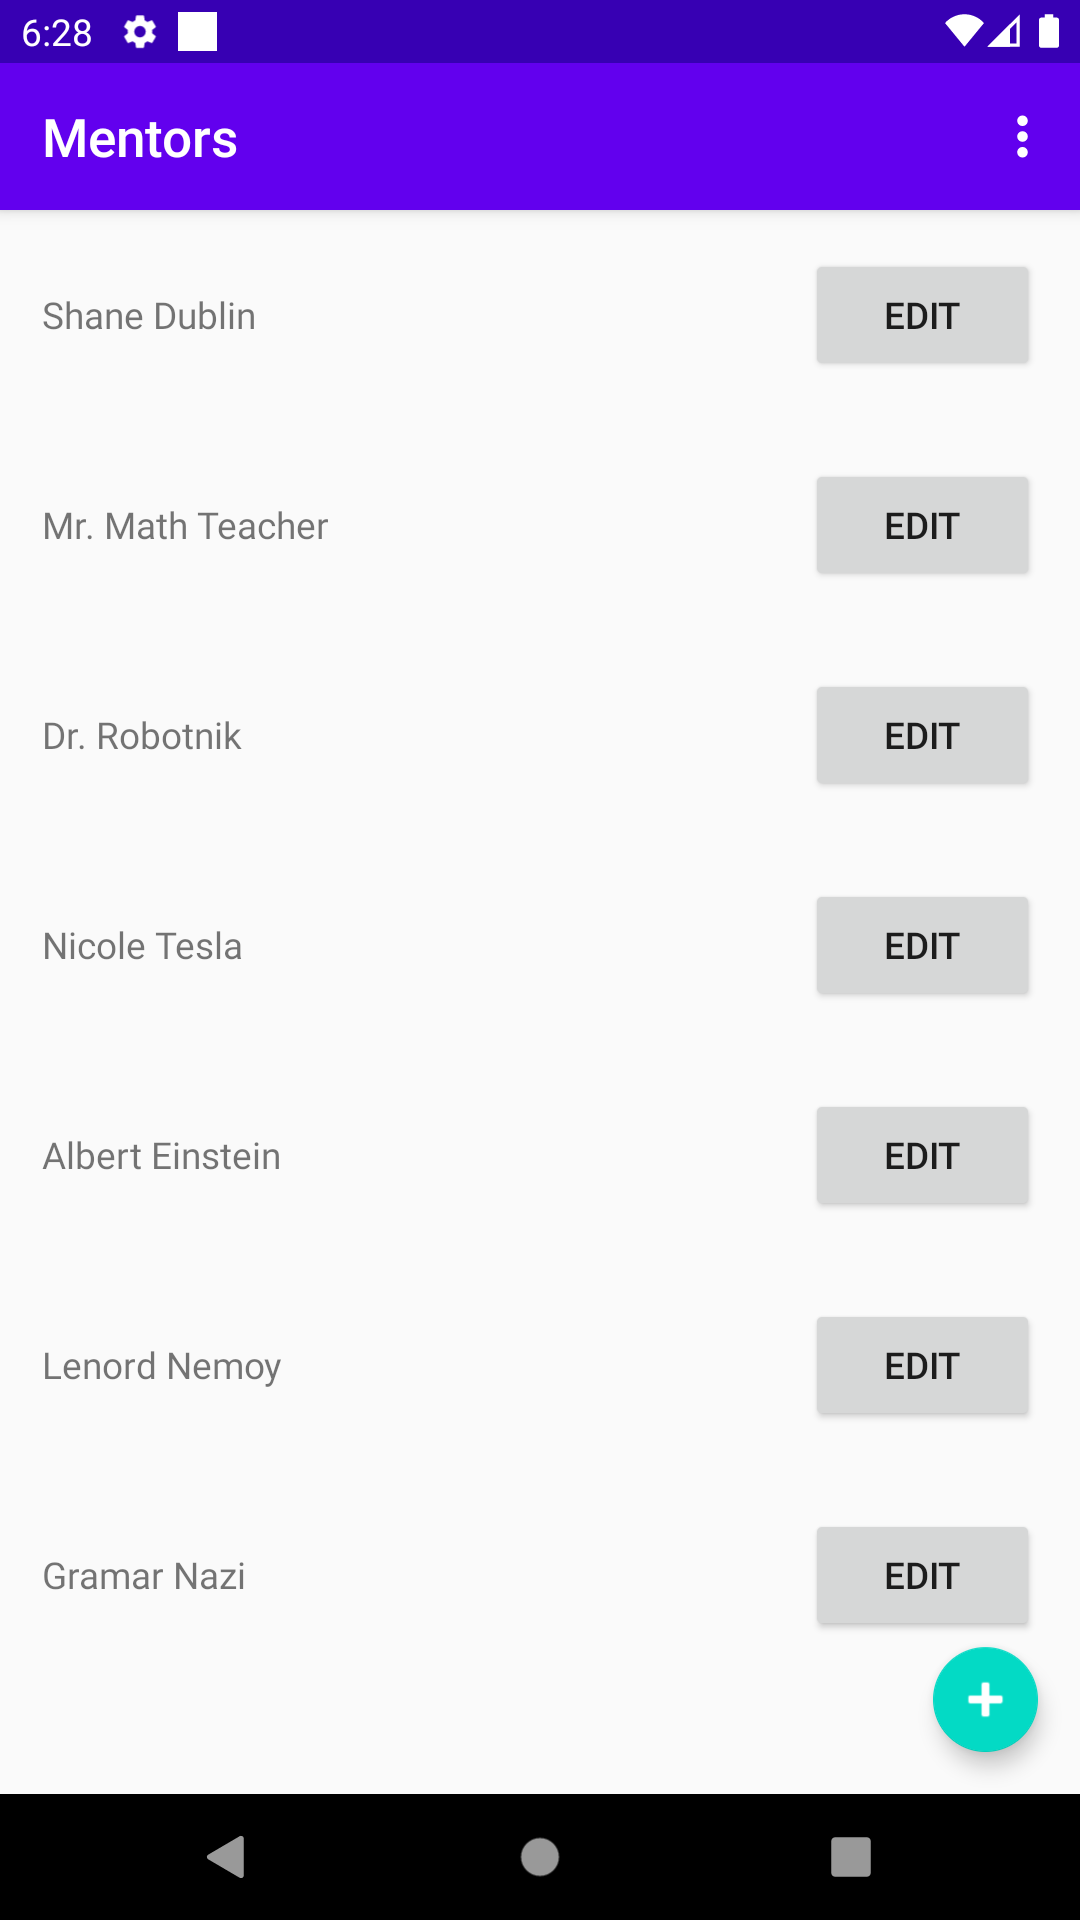 6:28
Mentors
Shane Dublin EDIT
Mr. Math Teacher EDIT
Dr. Robotnik EDIT
Nicole Tesla EDIT
Albert Einstein EDIT
Lenord Nemoy EDIT
Gramar Nazi EDIT